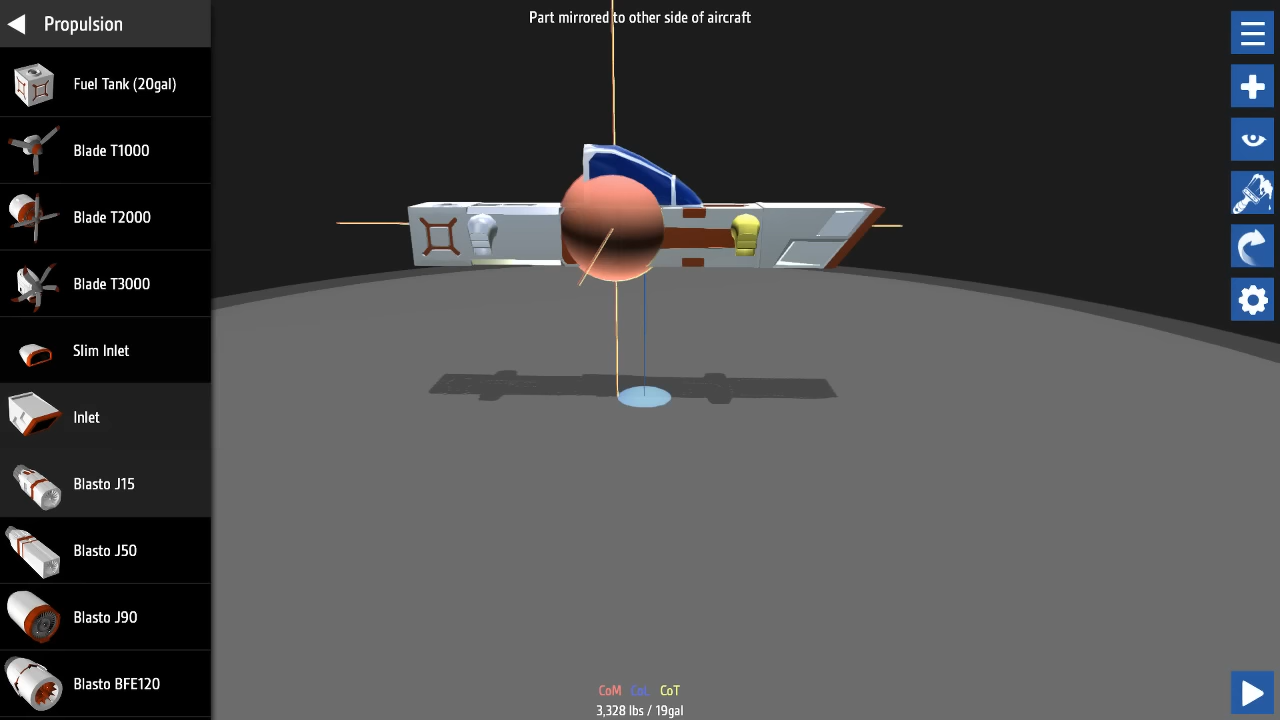 Propulsion
Part mirrored to other side of aircraft
Fuel Tank (20gal)
Blade T1000
Blade T2000
Blade T3000
Slim Inlet
Inlet
Blasto J15
Blasto J50
Blasto J90
Blasto BFE120
CoM CoL CoT
3,328 lbs / 19gal